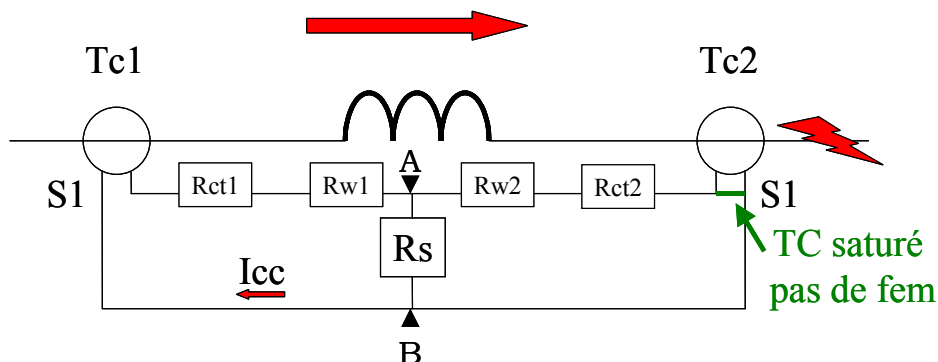 Tc1
Tc2
A
S1
Rct1
Rw1
Rw2
Rct2
S1
Rs
TC saturé
pas de fem
Icc
B